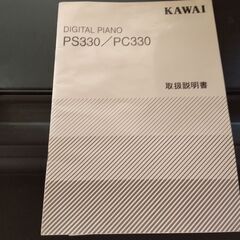 KAWAI
DIGITAL PIANO
PS330／PC330
取扱説明書